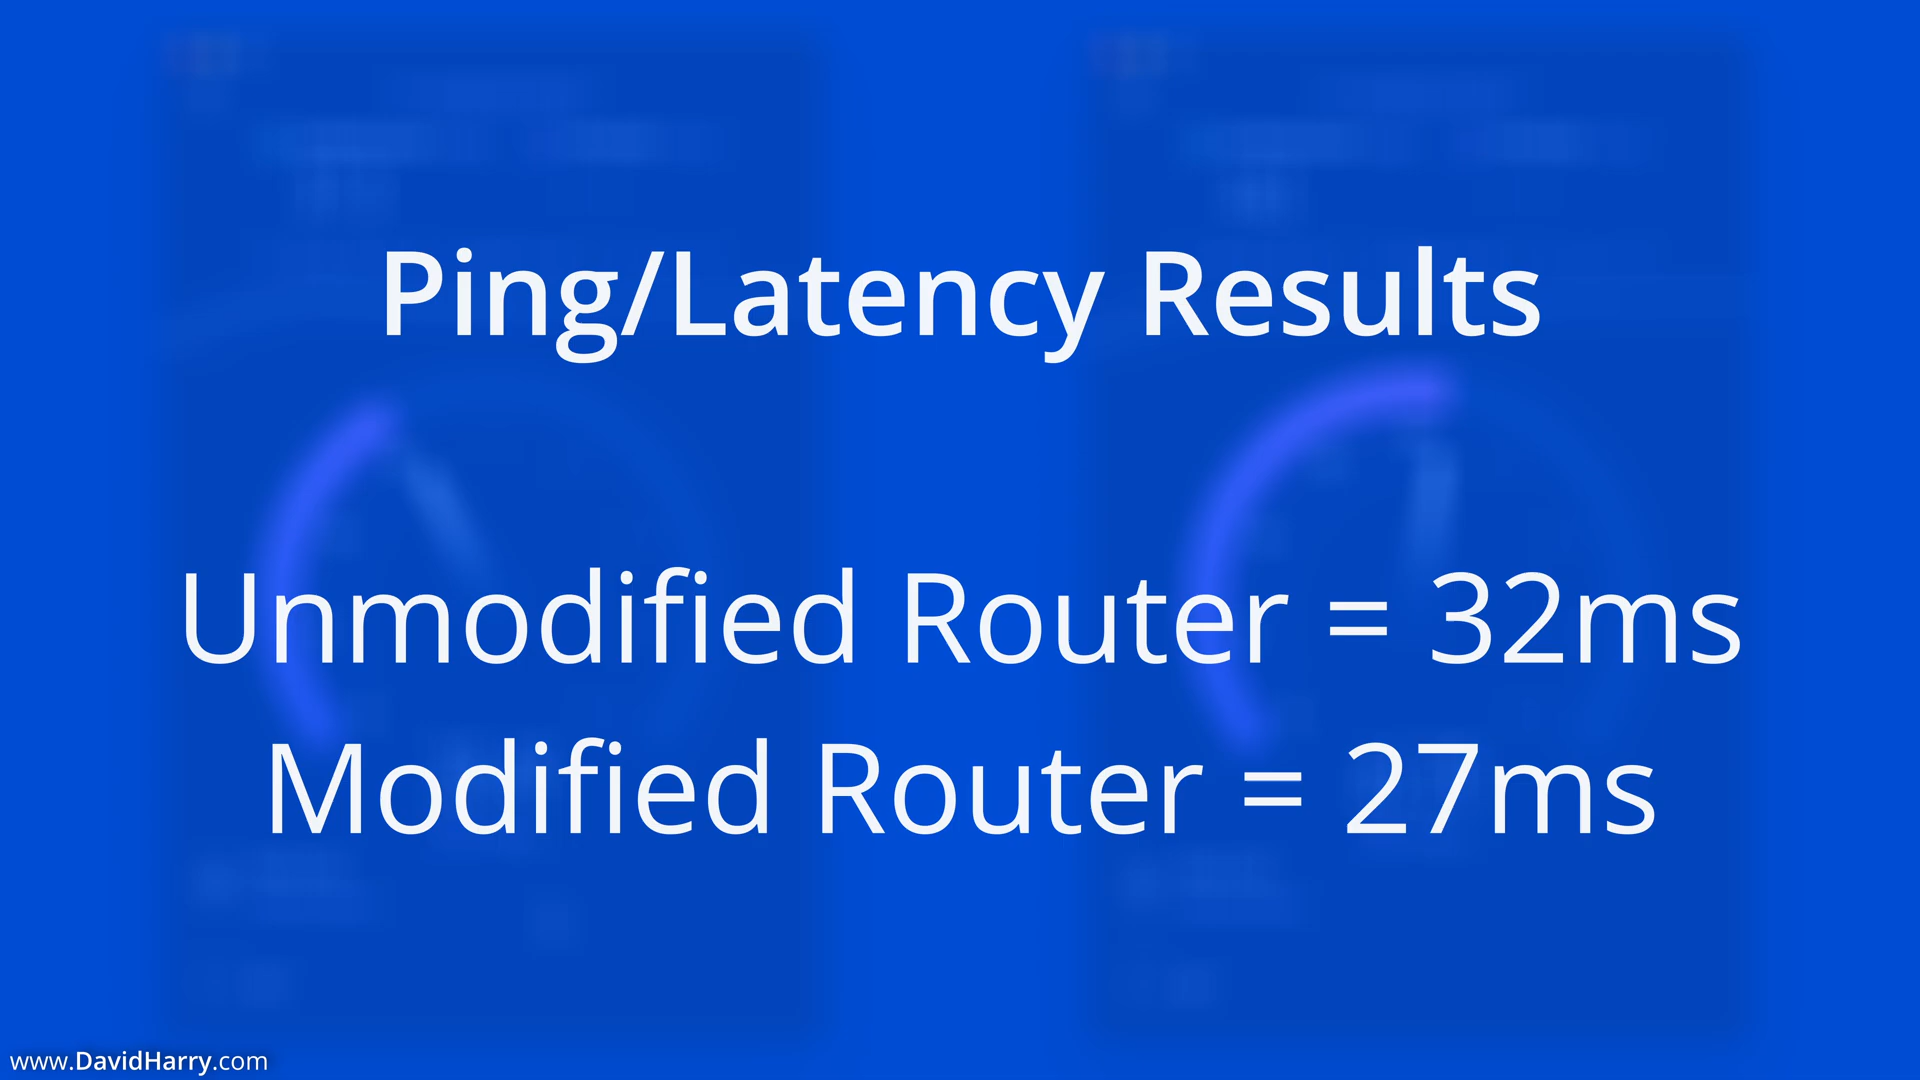 Ping/Latency Results
Unmodified Router = 32ms
Modified Router = 27ms
www.DavidHarry.com